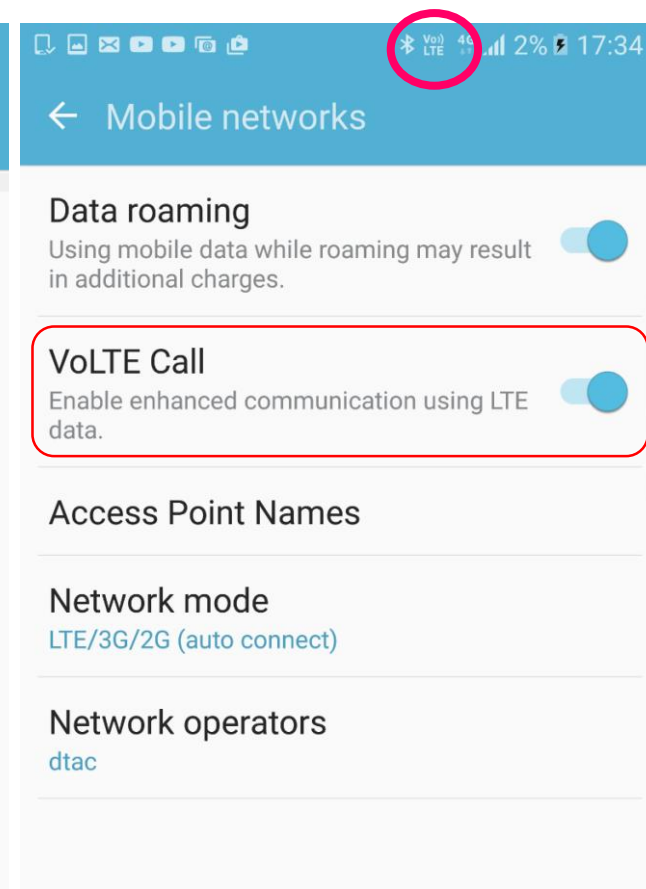 Vo)) LTE 4G 2% 17:34
Mobile networks
Data roaming
Using mobile data while roaming may result
in additional charges.
VoLTE Call
Enable enhanced communication using LTE
data.
Access Point Names
Network mode
LTE/3G/2G (auto connect)
Network operators
dtac